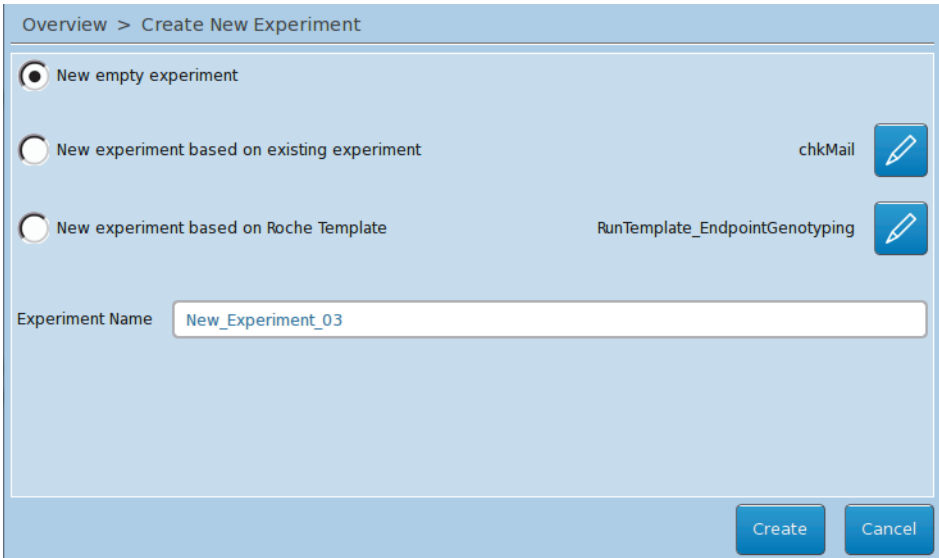 Overview > Create New Experiment
New empty experiment
New experiment based on existing experiment chkMail
New experiment based on Roche Template RunTemplate_EndpointGenotyping
Experiment Name New_Experiment_03
Create Cancel